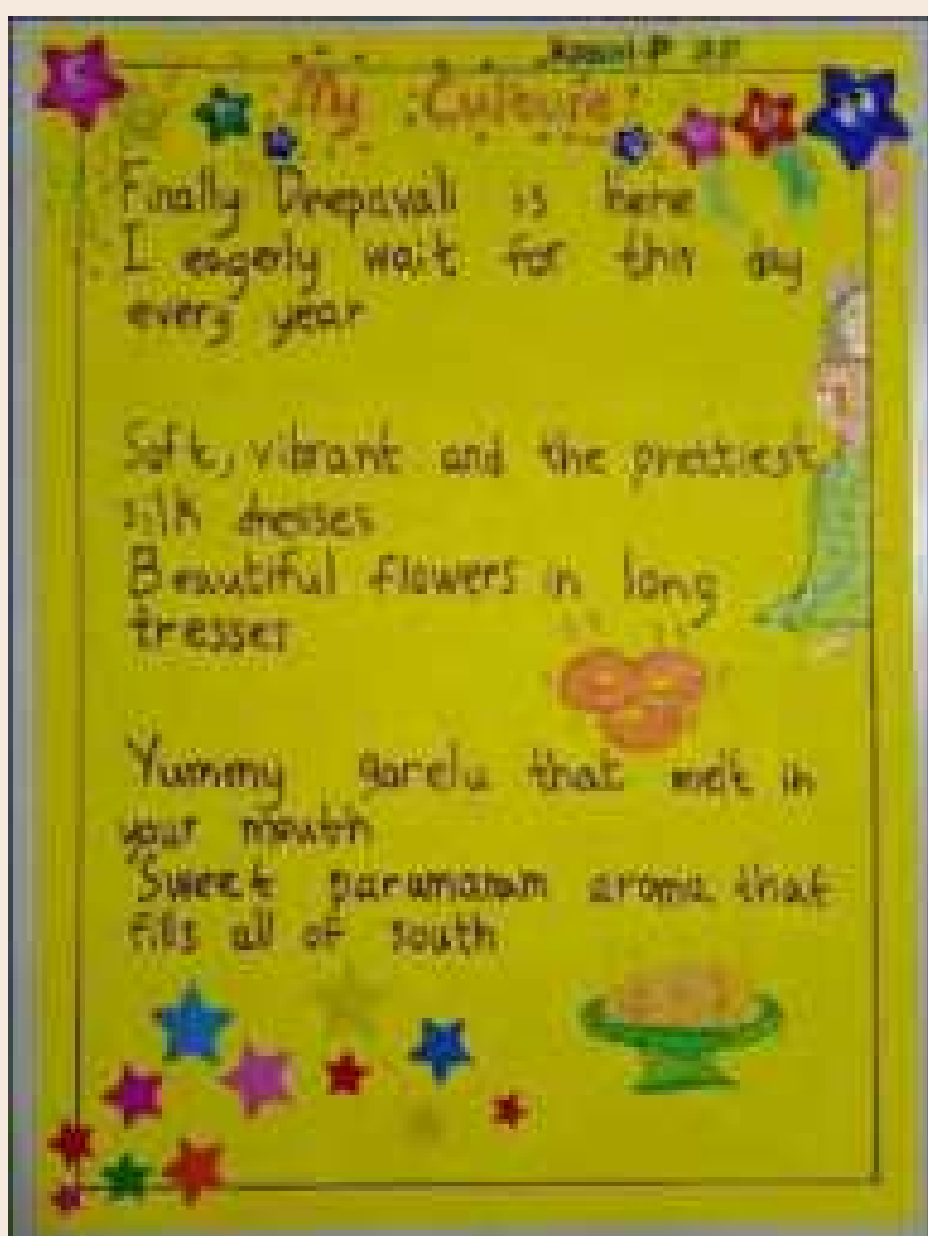 My Culture
Finally Deepavali is here
I eagerly wait for this day
every year
Soft, vibrant and the prettiest
silk dresses
Beautiful flowers in long
tresses
Yummy garelu that melt in
your mouth
Sweet parumanam aroma that
fills all of south